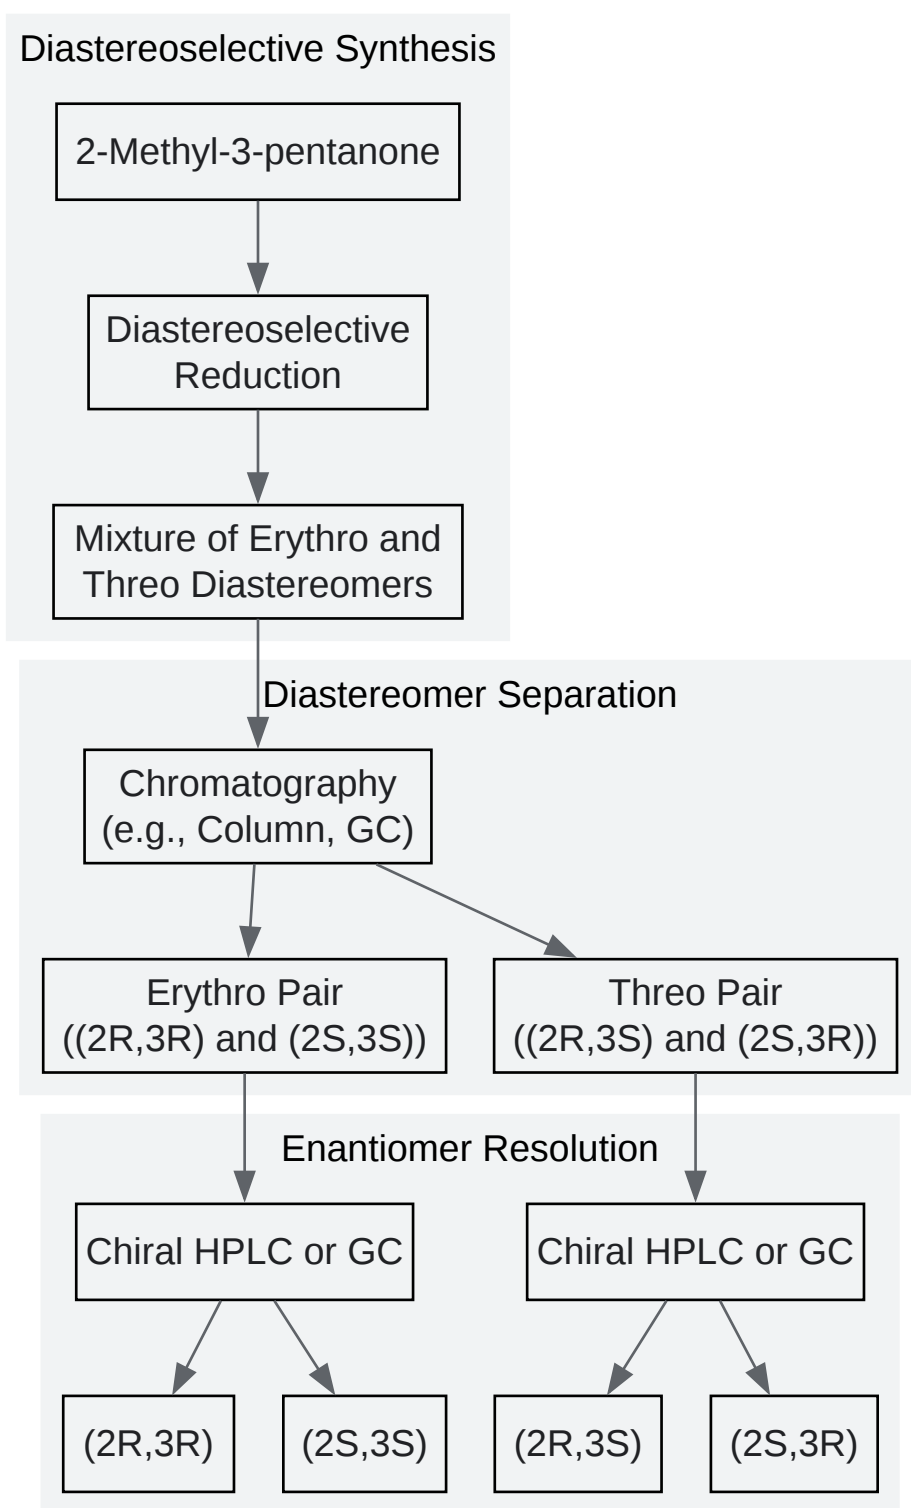 Diastereoselective Synthesis
2-Methyl-3-pentanone
Diastereoselective
Reduction
Mixture of Erythro and
Threo Diastereomers
Diastereomer Separation
Chromatography
(e.g., Column, GC)
Erythro Pair
((2R,3R) and (2S,3S))
Threo Pair
((2R,3S) and (2S,3R))
Enantiomer Resolution
Chiral HPLC or GC
Chiral HPLC or GC
(2R,3R)
(2S,3S)
(2R,3S)
(2S,3R)